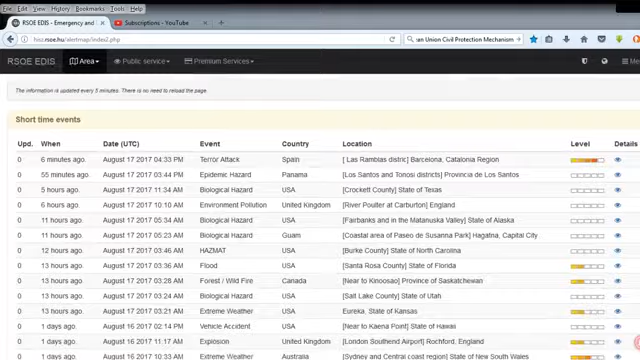 File Edit View History Bookmarks Tools Help
RSOE EDIS - Emergency and
Subscriptions - YouTube
hisz.rsoe.hu/alertmap/index2.php
an Union Civil Protection Mechanism
RSOE EDIS Area Public service Premium Services Me
The information is updated every 5 minutes. There is no need to reload the page.
Short time events
Upd. When Date (UTC) Event Country Location Level Details
0 6 minutes ago. August 17 2017 04:33 PM Terror Attack Spain [ Las Ramblas distric] Barcelona, Catalonia Region
0 55 minutes ago. August 17 2017 03:44 PM Epidemic Hazard Panama [Los Santos and Tonosi districts] Provincia de Los Santos
0 5 hours ago. August 17 2017 11:34 AM Biological Hazard USA [Crockett County] State of Texas
0 6 hours ago. August 17 2017 10:10 AM Environment Pollution United Kingdom [River Poulter at Carburton] England
0 11 hours ago. August 17 2017 05:34 AM Biological Hazard USA [Fairbanks and in the Matanuska Valley] State of Alaska
0 11 hours ago. August 17 2017 05:23 AM Biological Hazard Guam [Coastal area of Paseo de Susanna Park] Hagatna, Capital City
0 12 hours ago. August 17 2017 03:46 AM HAZMAT USA [Burke County] State of North Carolina
0 13 hours ago. August 17 2017 03:36 AM Flood USA [Santa Rosa County] State of Florida
0 13 hours ago. August 17 2017 03:28 AM Forest / Wild Fire Canada [Near to Kinoosao] Province of Saskatchewan
0 13 hours ago. August 17 2017 03:24 AM Biological Hazard USA [Salt Lake County] State of Utah
0 13 hours ago. August 17 2017 03:21 AM Extreme Weather USA Eureka, State of Kansas
0 1 days ago. August 16 2017 02:14 PM Vehicle Accident USA [Near to Kaena Point] State of Hawaii
0 1 days ago. August 16 2017 11:17 AM Explosion United Kingdom [London Southend Airport] Rochford, England
0 1 days ago. Extreme Weather Australia [Sydney and Central coast region] State of New South Wales